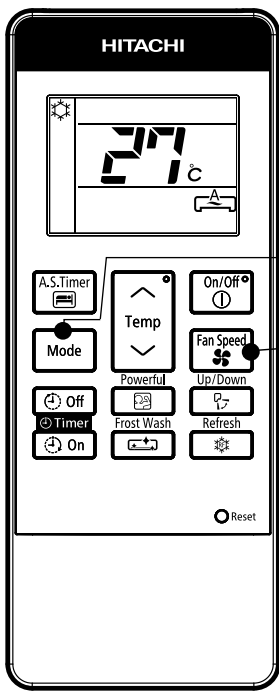 HITACHI
27°C
A
A.S.Timer
Temp
On/Off
Mode
Fan Speed
Off
Powerful
Up/Down
Timer
Frost Wash
Refresh
On
Reset